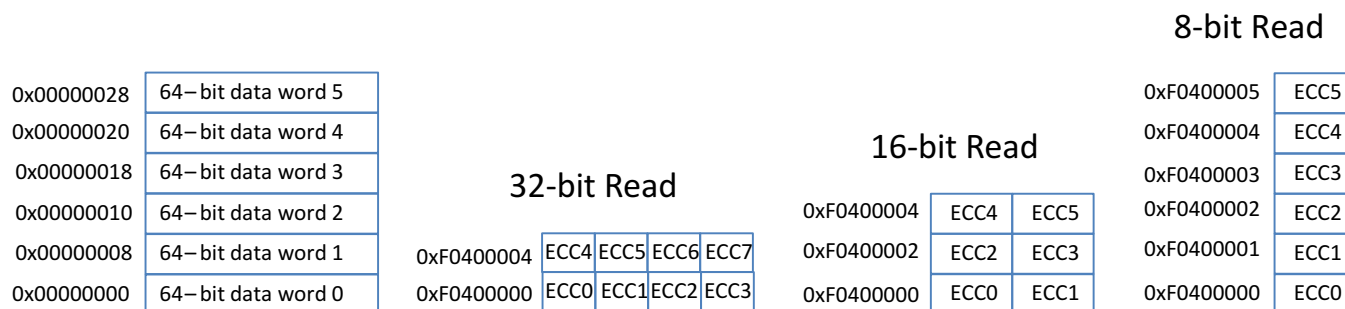 8-bit Read
0x00000028 64–bit data word 5
0x00000020 64–bit data word 4
0x00000018 64–bit data word 3
0x00000010 64–bit data word 2
0x00000008 64–bit data word 1
0x00000000 64–bit data word 0
32-bit Read
0xF0400004 ECC4 ECC5 ECC6 ECC7
0xF0400000 ECC0 ECC1 ECC2 ECC3
16-bit Read
0xF0400004 ECC4 ECC5
0xF0400002 ECC2 ECC3
0xF0400000 ECC0 ECC1
0xF0400005 ECC5
0xF0400004 ECC4
0xF0400003 ECC3
0xF0400002 ECC2
0xF0400001 ECC1
0xF0400000 ECC0